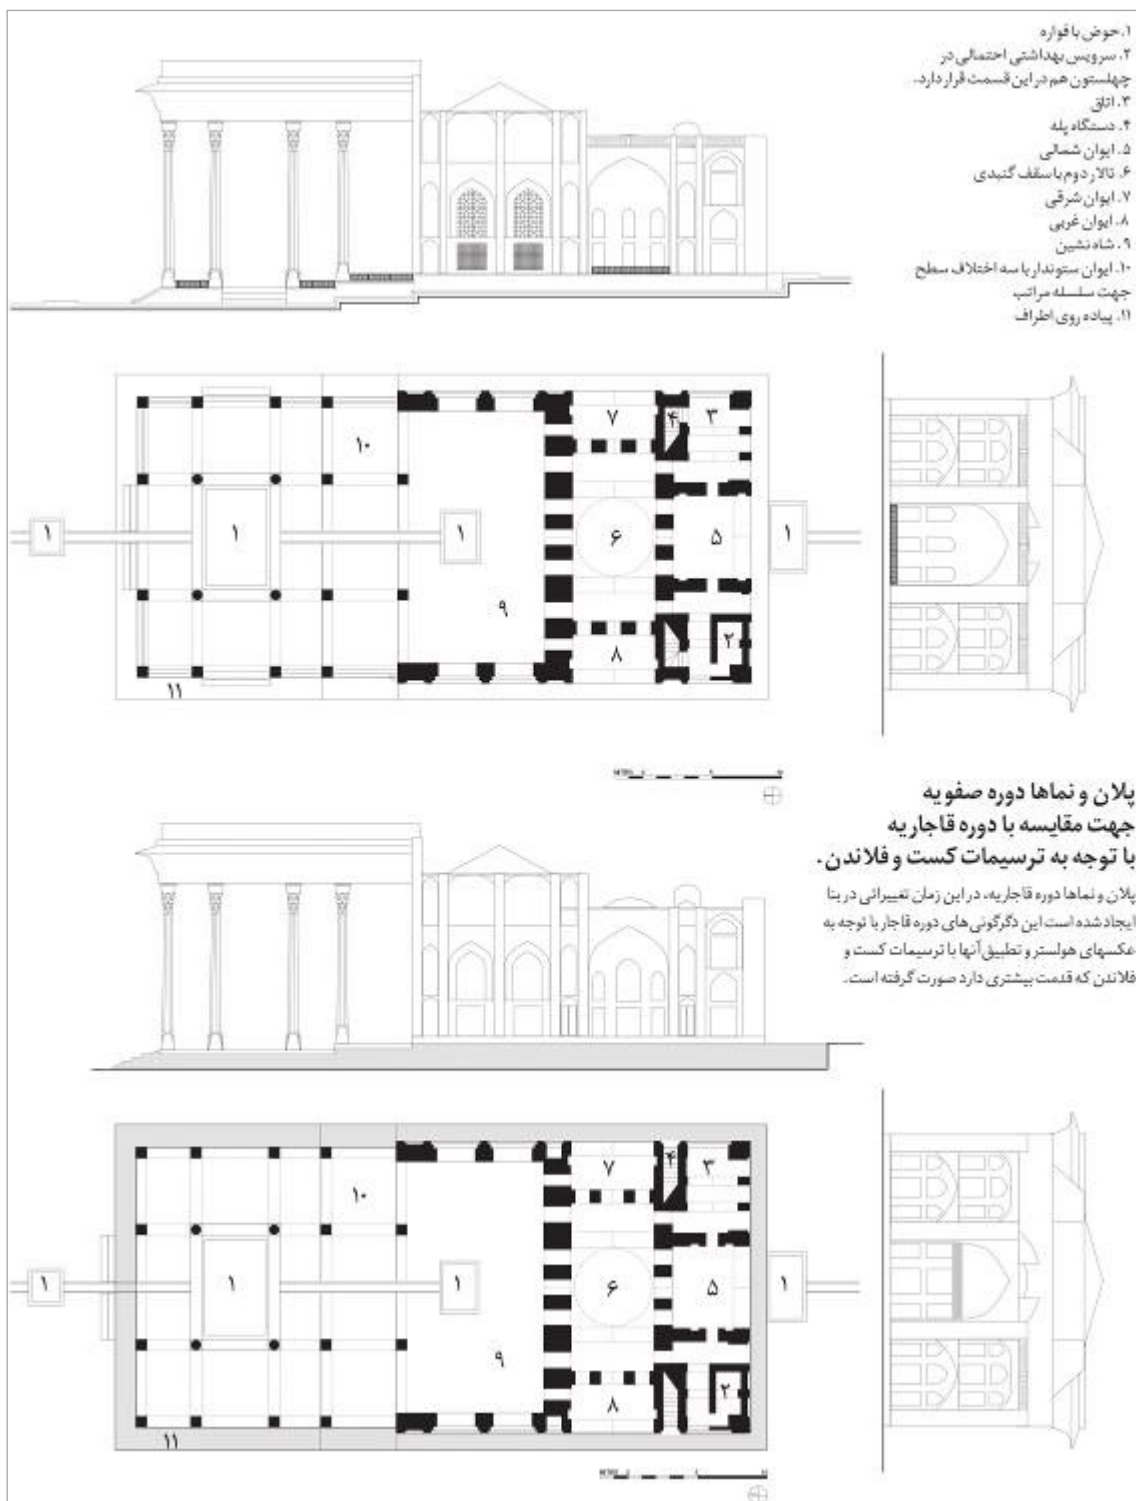 ۱. حوض با فواره
۲. سرویس بهداشتی احتمالی در
چهلستون هم در این قسمت قرار دارد.
۳. اتاق
۴. دستگاه پله
۵. ایوان شمالی
۶. تالار دوم با سقف گنبدی
۷. ایوان شرقی
۸. ایوان غربی
۹. شاه نشین
۱۰. ایوان ستوندار با سه اختلاف سطح
جهت سلسله مراتب
۱۱. پیاده روی اطراف
۷
۴
۳
۱۰
۱
۱
۱
۶
۵
۱
۹
۸
۲
۱۱
پلان و نماها دوره صفویه
جهت مقایسه با دوره قاجاریه
با توجه به ترسیمات کست و فلاندن.
پلان و نماها دوره قاجاریه، در این زمان تغییراتی در بنا
ایجاد شده است این دگرگونی های دوره قاجار با توجه به
عکسهای هولستر و تطبیق آنها با ترسیمات کست و
فلاندن که قدمت بیشتری دارد صورت گرفته است.
۷
۴
۳
۱۰
۱
۱
۱
۶
۵
۱
۹
۸
۲
۱۱